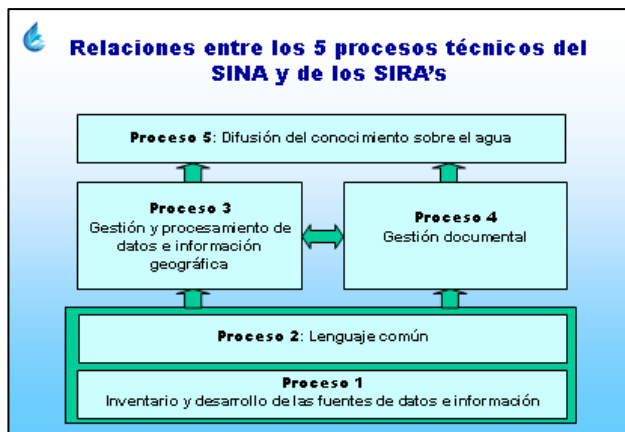 Relaciones entre los 5 procesos técnicos del
SINA y de los SIRA's
Proceso 5: Difusión del conocimiento sobre el agua
Proceso 3
Gestión y procesamiento de
datos e información
geográfica
Proceso 4
Gestión documental
Proceso 2: Lenguaje común
Proceso 1
Inventario y desarrollo de las fuentes de datos e información